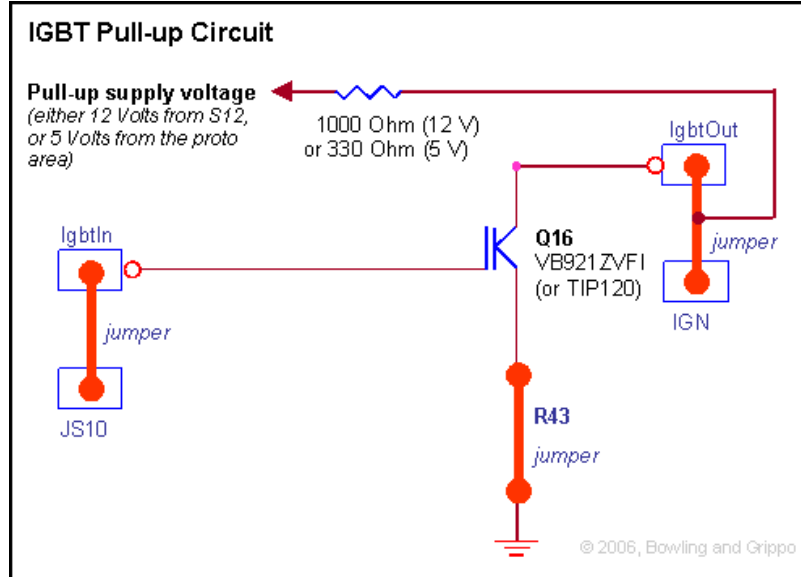 IGBT Pull-up Circuit
Pull-up supply voltage
(either 12 Volts from S12,
or 5 Volts from the proto
area)
1000 Ohm (12 V)
or 330 Ohm (5 V)
IgbtOut
jumper
IGN
IgbtIn
jumper
JS10
Q16
VB921ZVFI
(or TIP120)
R43
jumper
© 2006, Bowling and Grippo